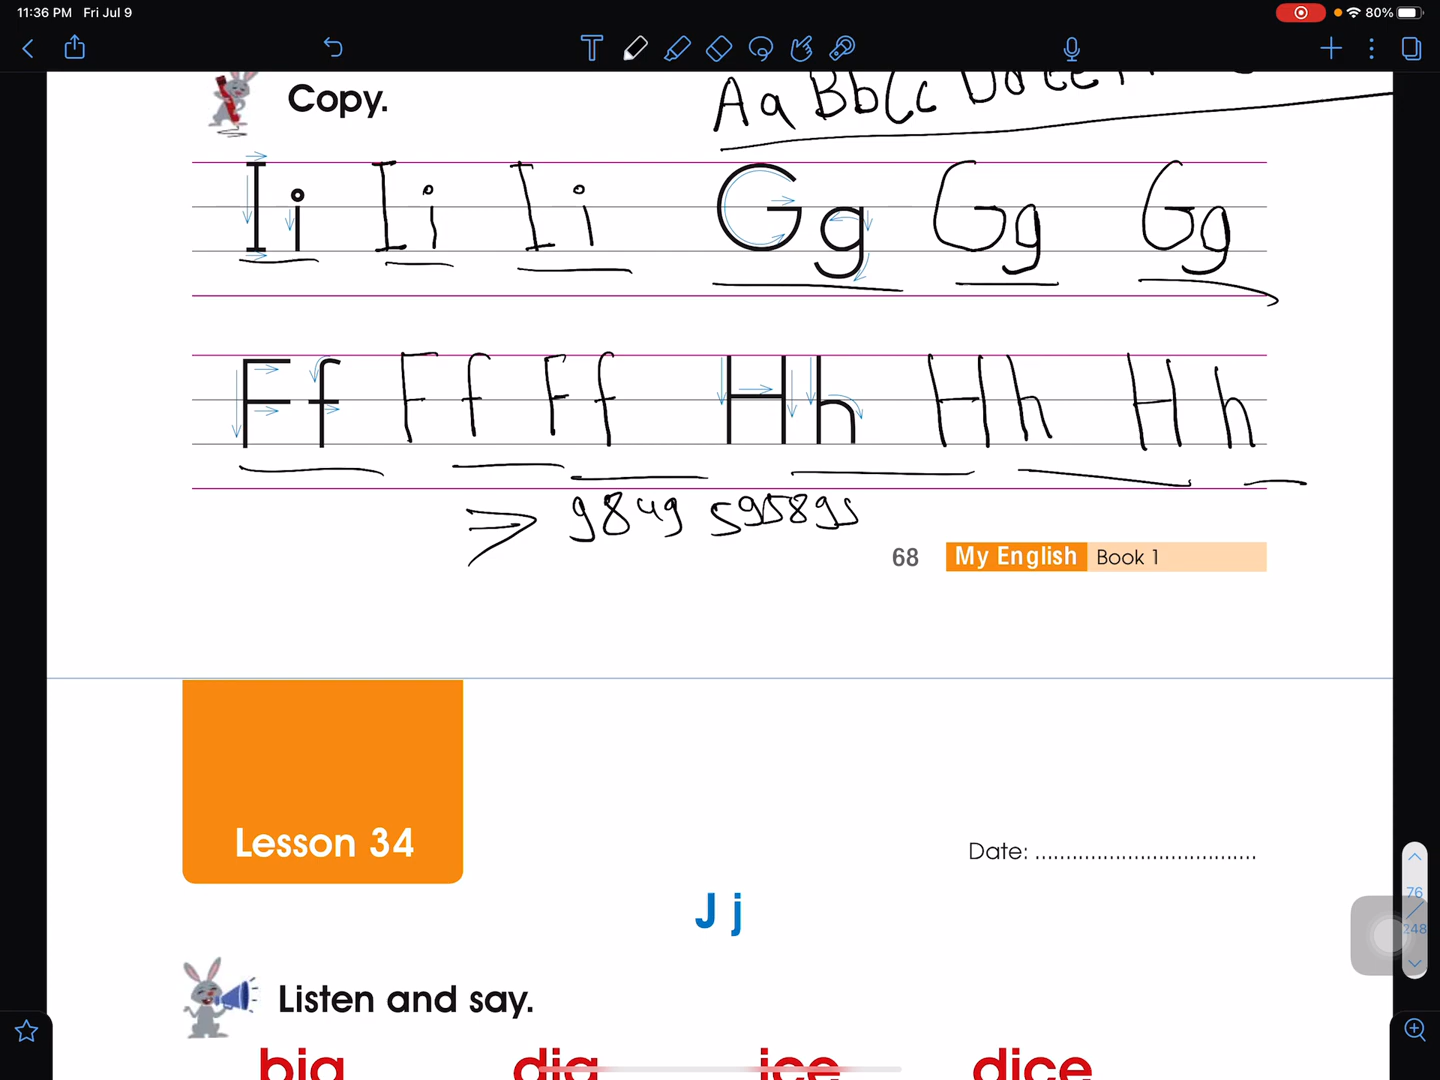 11:36 PM Fri Jul 9 80%
T
Copy.
Aa Bb Cc
Ii Ii Ii Gg Gg Gg
Ff Ff Ff Hh Hh Hh
9849 595895
68 My English Book 1
Lesson 34
Date: ....................................
76
248
J j
Listen and say.
big dig ice dice